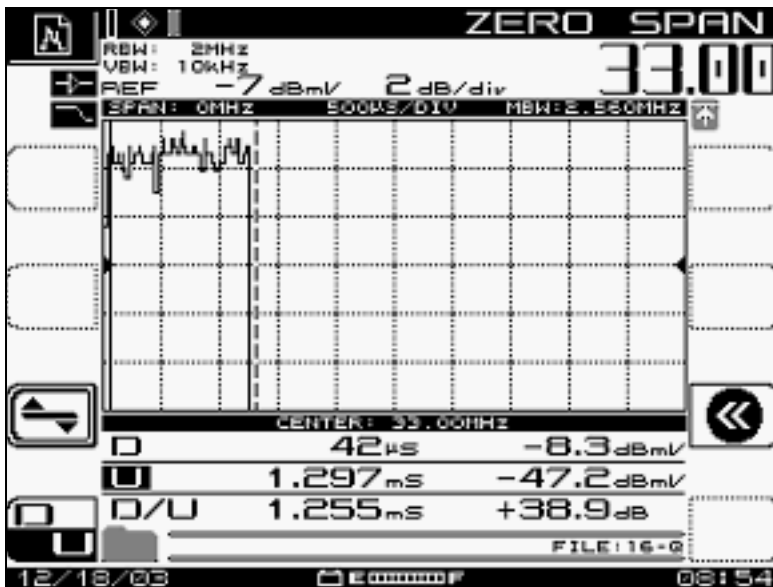 ZERO SPAN
RBW: 2MHz
VBW: 10kHz
33.00
REF -7 dBmV 2 dB/div
SPAN: 0MHz 500µS/DIV MBW:2.560MHz
CENTER: 33.00MHz
D 42µs -8.3dBmV
U 1.297ms -47.2dBmV
D/U 1.255ms +38.9dB
D
U
FILE:16-Q
12/18/03 E F 08:54